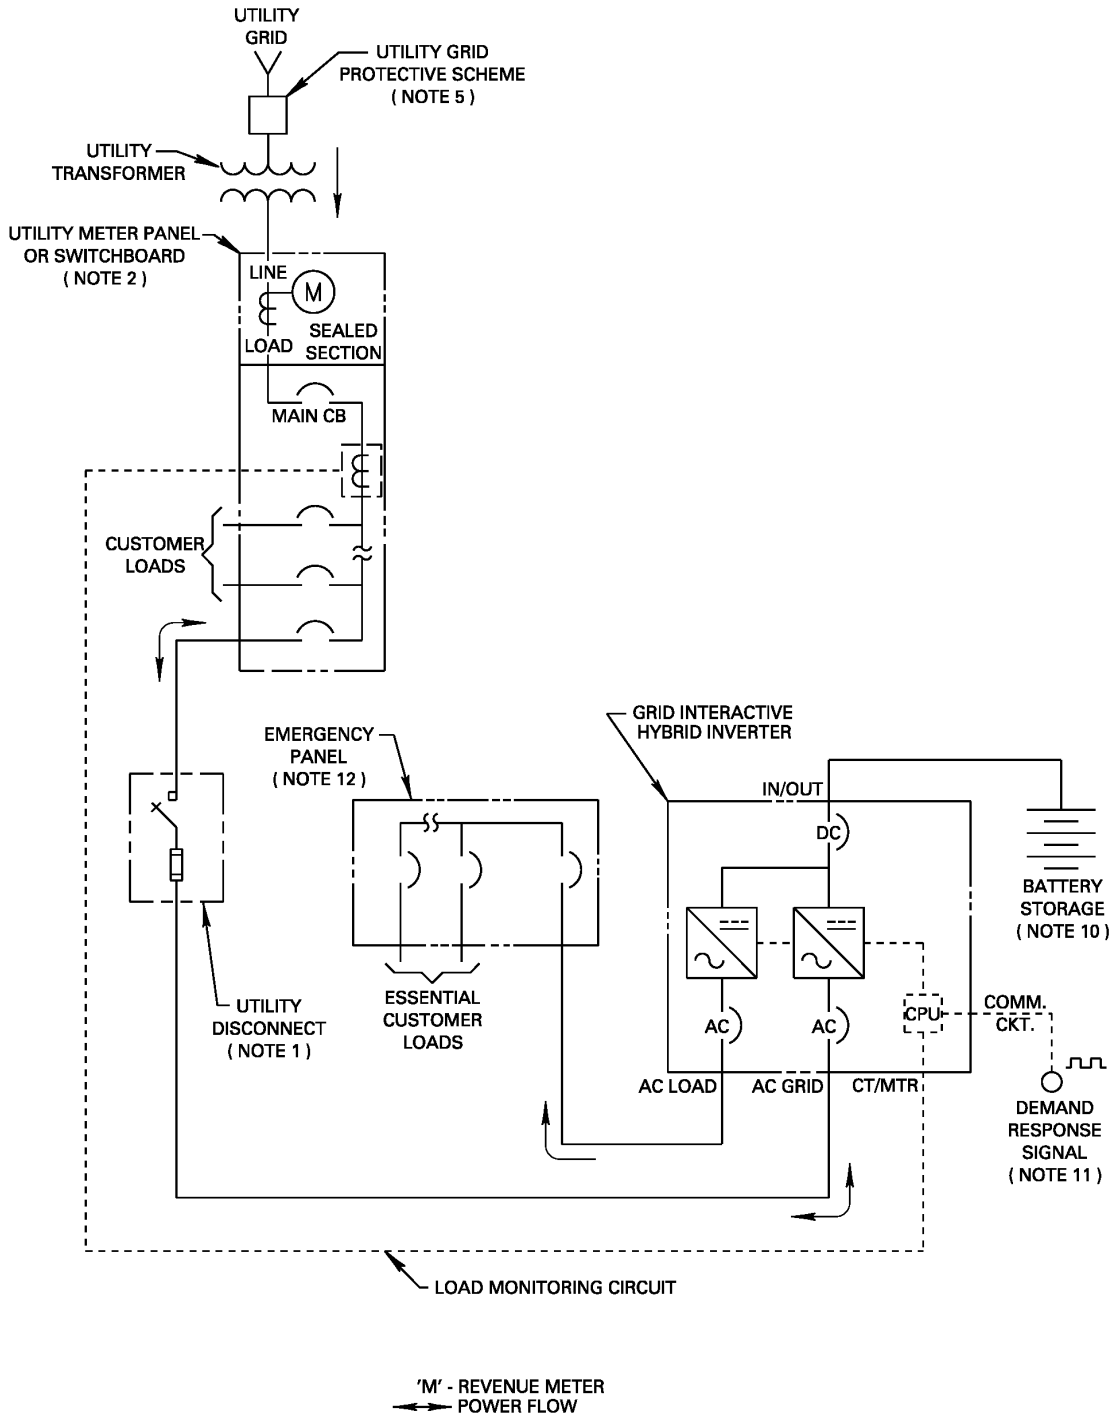 UTILITY
GRID
UTILITY GRID
PROTECTIVE SCHEME
( NOTE 5 )
UTILITY
TRANSFORMER
UTILITY METER PANEL
OR SWITCHBOARD
( NOTE 2 )
LINE
M
LOAD
SEALED
SECTION
MAIN CB
CUSTOMER
LOADS
EMERGENCY
PANEL
( NOTE 12 )
GRID INTERACTIVE
HYBRID INVERTER
IN/OUT
DC
BATTERY
STORAGE
( NOTE 10 )
UTILITY
DISCONNECT
( NOTE 1 )
ESSENTIAL
CUSTOMER
LOADS
AC
AC
CPU
COMM.
CKT.
AC LOAD
AC GRID
CT/MTR
DEMAND
RESPONSE
SIGNAL
( NOTE 11 )
LOAD MONITORING CIRCUIT
'M' - REVENUE METER
POWER FLOW